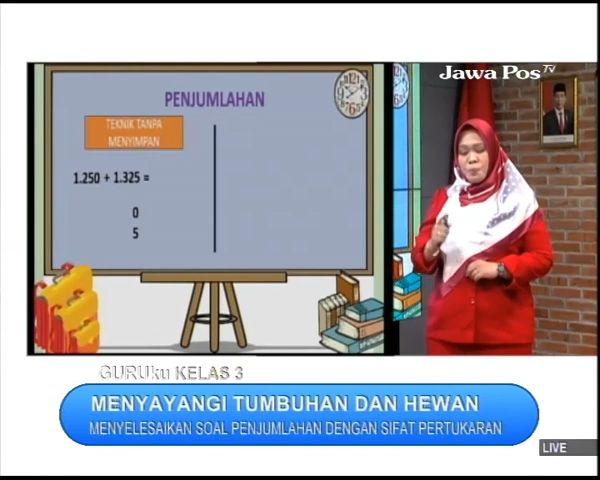 JAWA POS TV
PENJUMLAHAN
TEKNIK TANPA
MENYIMPAN
1.250 + 1.325 =
0
5
GURUku KELAS 3
MENYAYANGI TUMBUHAN DAN HEWAN
MENYELESAIKAN SOAL PENJUMLAHAN DENGAN SIFAT PERTUKARAN
LIVE